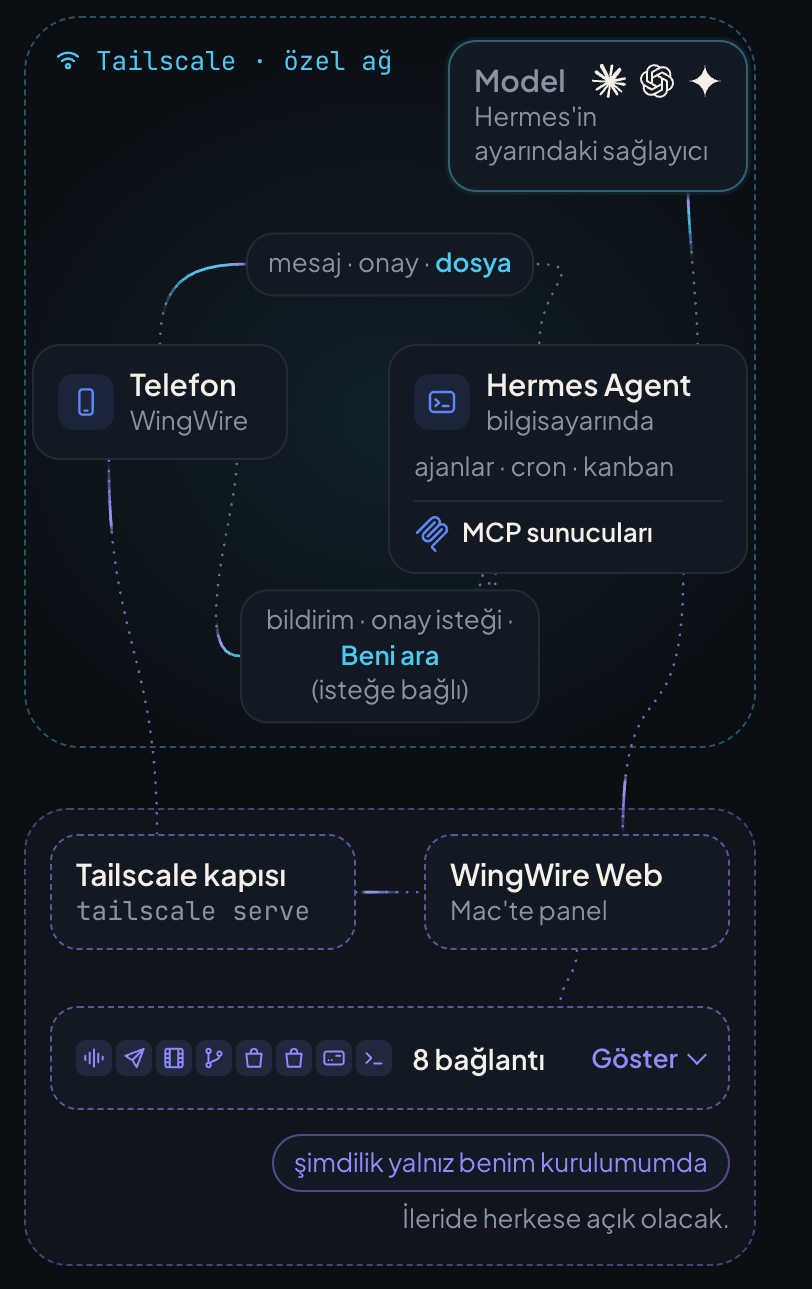 Tailscale · özel ağ
Model
Hermes'in
ayarındaki sağlayıcı
mesaj · onay · dosya
Telefon
WingWire
Hermes Agent
bilgisayarında
ajanlar · cron · kanban
MCP sunucuları
bildirim · onay isteği ·
Beni ara
(isteğe bağlı)
Tailscale kapısı
tailscale serve
WingWire Web
Mac'te panel
8 bağlantı
Göster
şimdilik yalnız benim kurulumumda
İleride herkese açık olacak.